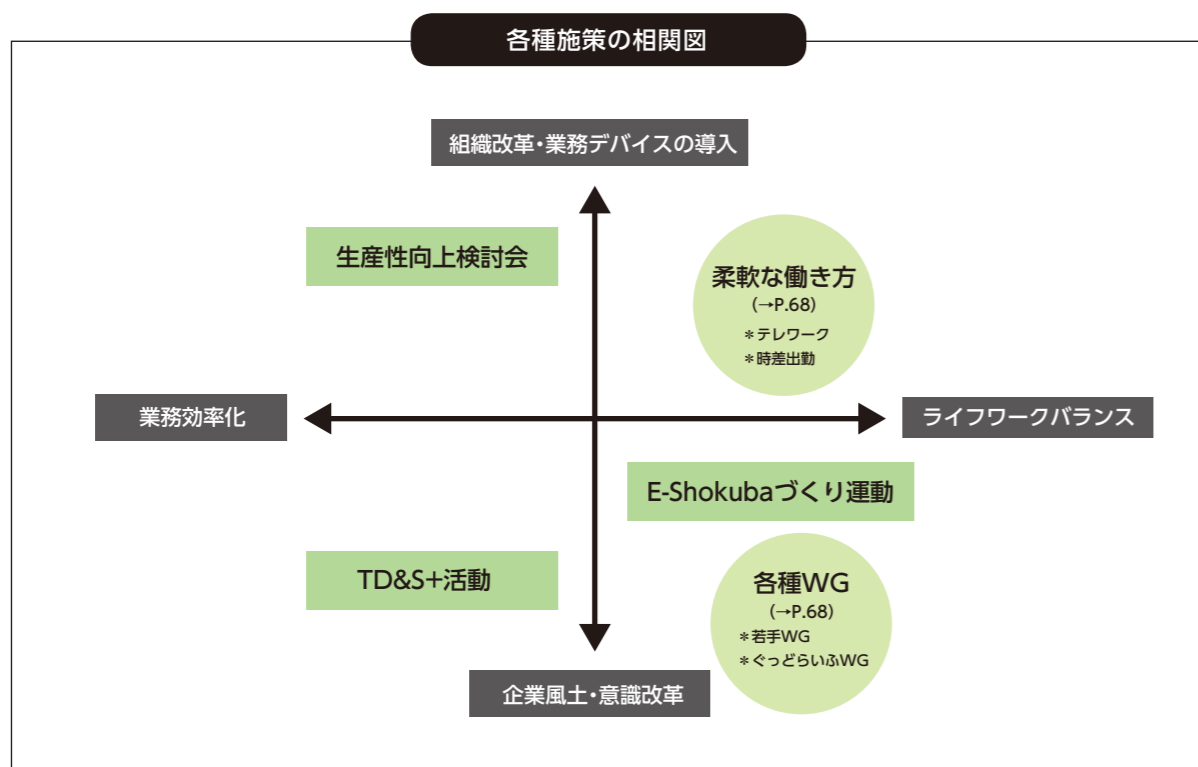 各種施策の相関図
組織改革・業務デバイスの導入
生産性向上検討会
柔軟な働き方
(→P.68)
＊テレワーク
＊時差出勤
業務効率化
ライフワークバランス
E-Shokubaづくり運動
TD&S+活動
各種WG
(→P.68)
＊若手WG
＊ぐっどらいふWG
企業風土・意識改革